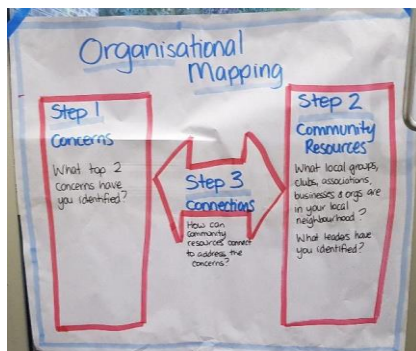 Organisational
Mapping
Step 1
Concerns
What top 2
concerns have
you identified?
Step 3
Connections
How can
community
resources connect
to address the
concerns?
Step 2
Community
Resources
What local groups,
clubs, associations,
businesses & orgs are
in your local
neighbourhood?
What leaders have
you identified?